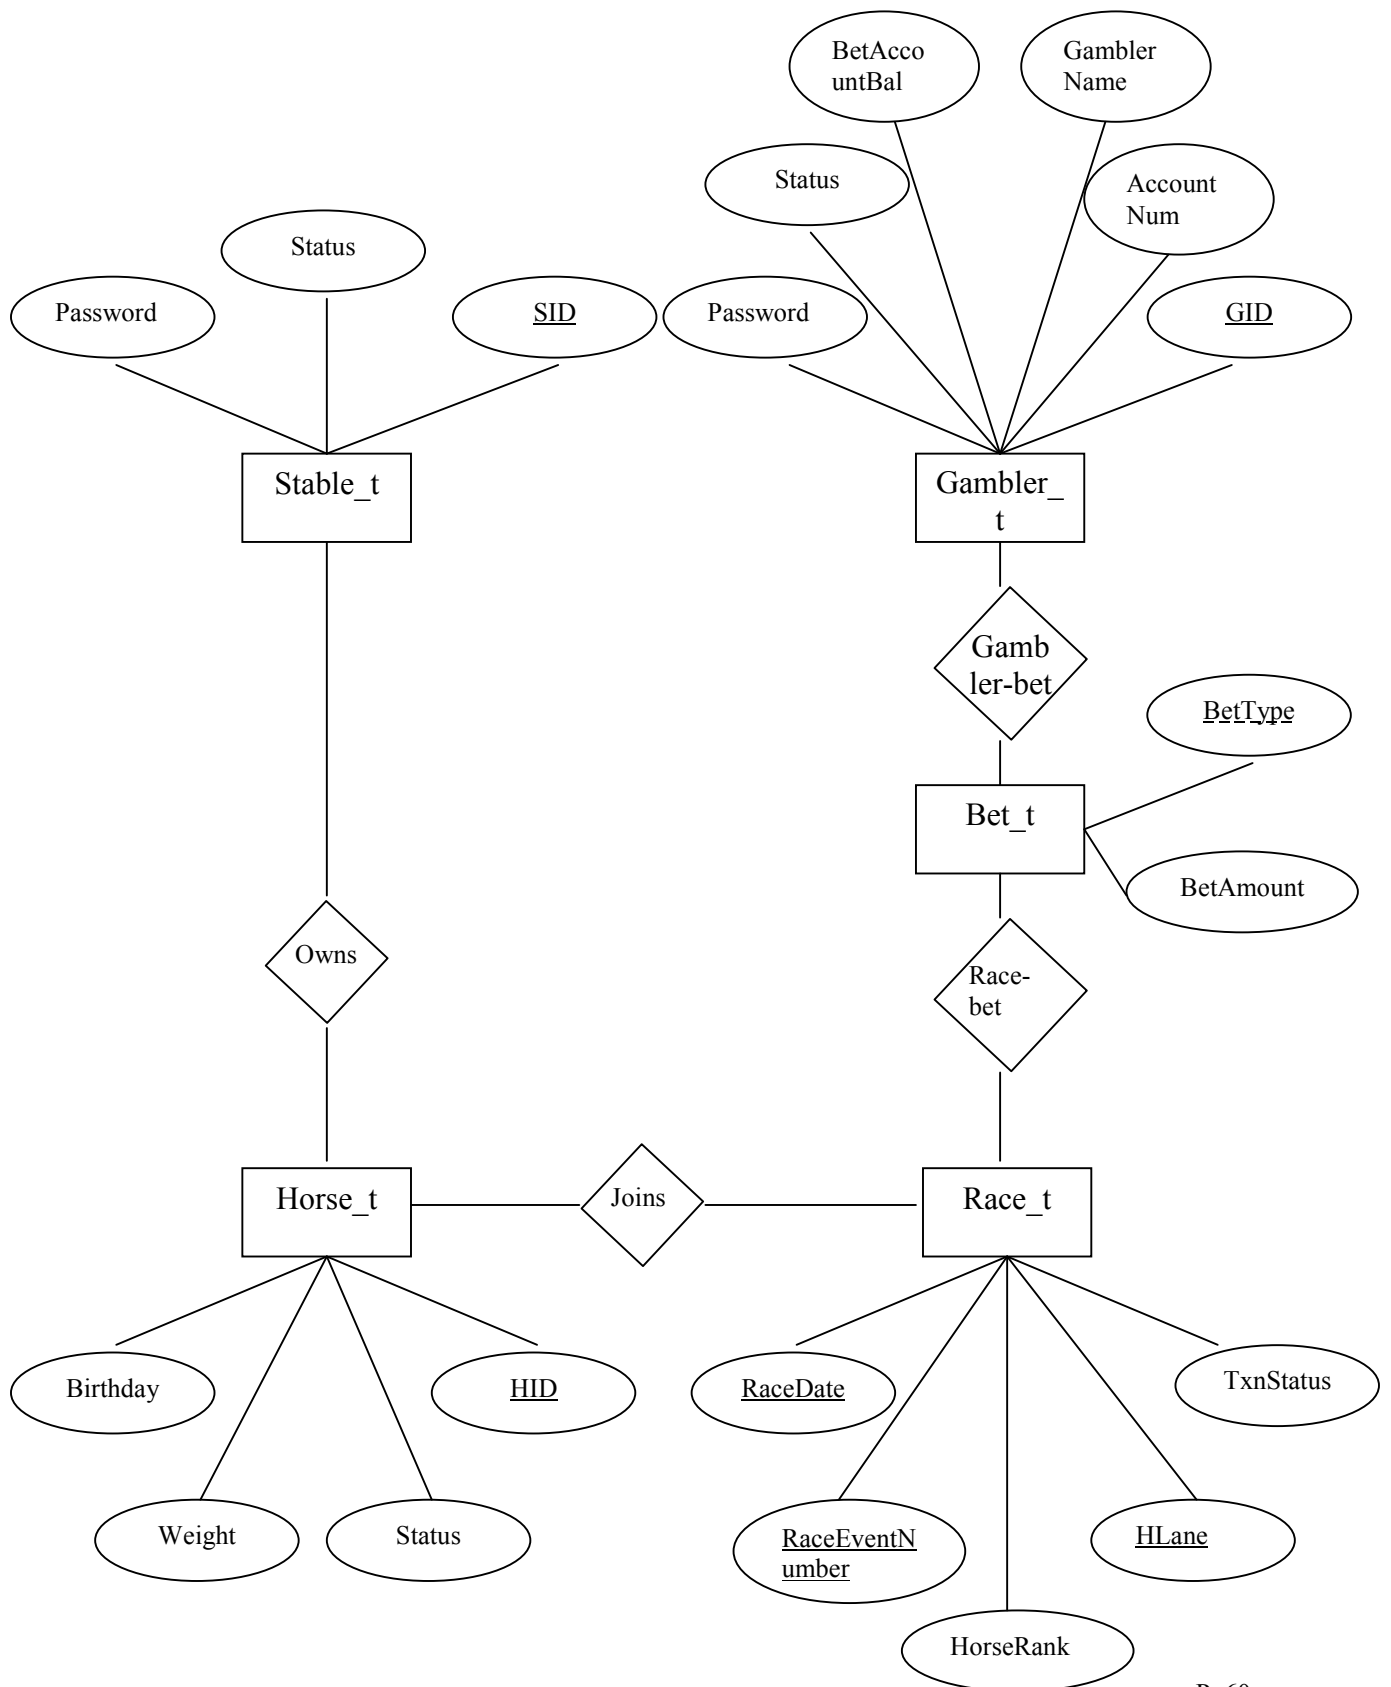 BetAcco
untBal
Gambler
Name
Status
Account
Num
Status
Password
SID
Password
GID
Stable_t
Gambler_
t
Gamb
ler-bet
BetType
Bet_t
BetAmount
Owns
Race-
bet
Horse_t
Joins
Race_t
Birthday
HID
RaceDate
TxnStatus
Weight
Status
RaceEventN
umber
HLane
HorseRank